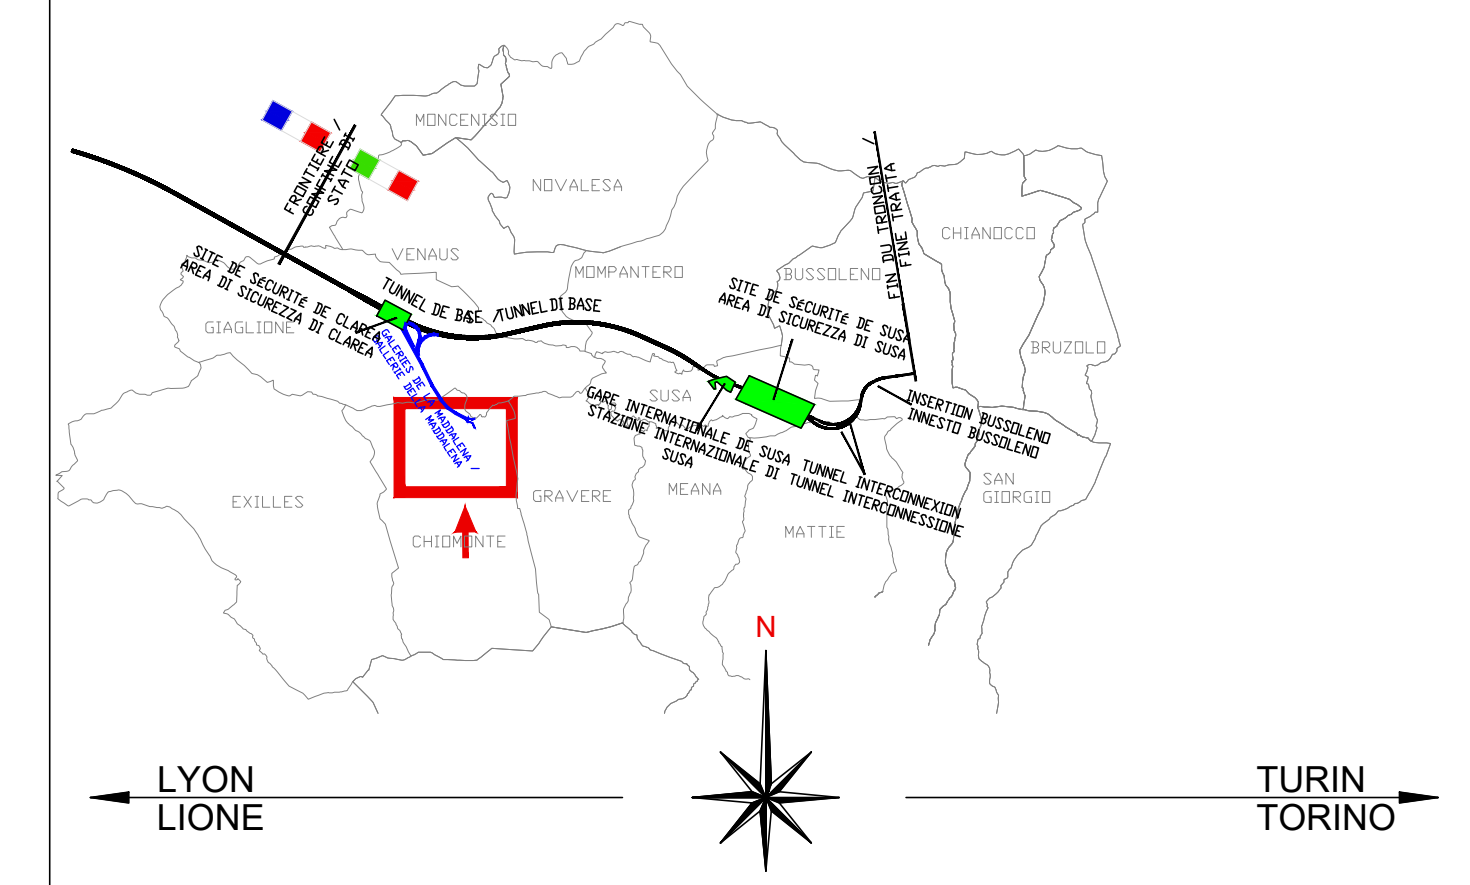 MONCENISIO
FRONTIERE /
CONFINE DI
STATO
NOVALESA
FIN DU TRONCON /
FINE TRATTA
CHIANOCCO
VENAUS
MOMPANTERO
BUSSOLENO
SITE DE SÉCURITÉ DE CLAREA
AREA DI SICUREZZA DI CLAREA
TUNNEL DE BASE /TUNNEL DI BASE
SITE DE SÉCURITÉ DE SUSA
AREA DI SICUREZZA DI SUSA
GIAGLIONE
BRUZOLO
GALERIES DE LA MADDALENA /
GALLERIE DELLA MADDALENA
SUSA
GARE INTERNATIONALE DE SUSA
STAZIONE INTERNAZIONALE DI
SUSA
INSERTION BUSSOLENO
INNESTO BUSSOLENO
TUNNEL INTERCONNEXION
TUNNEL INTERCONNESSIONE
EXILLES
GRAVERE
MEANA
SAN
GIORGIO
CHIOMONTE
MATTIE
N
LYON
LIONE
TURIN
TORINO